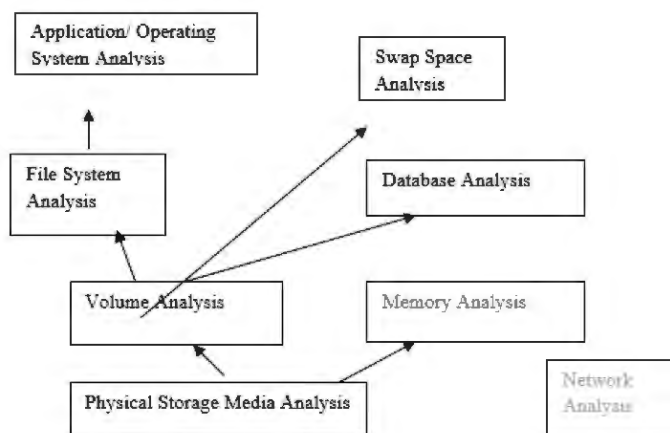 Application/ Operating
System Analysis
Swap Space
Analysis
File System
Analysis
Database Analysis
Volume Analysis
Memory Analysis
Physical Storage Media Analysis
Network
Analysis